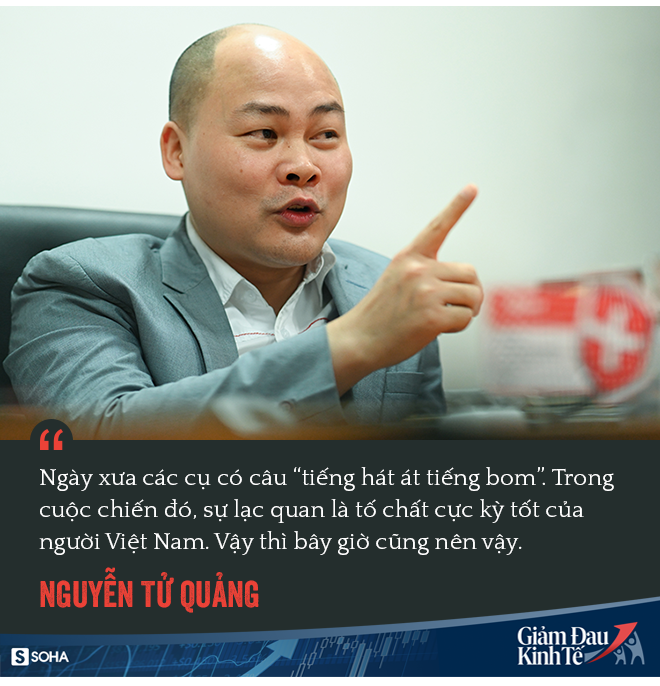 “
Ngày xưa các cụ có câu “tiếng hát át tiếng bom”. Trong
cuộc chiến đó, sự lạc quan là tố chất cực kỳ tốt của
người Việt Nam. Vậy thì bây giờ cũng nên vậy.
NGUYỄN TỬ QUẢNG
S SOHA
Giảm Đau
Kinh Tế